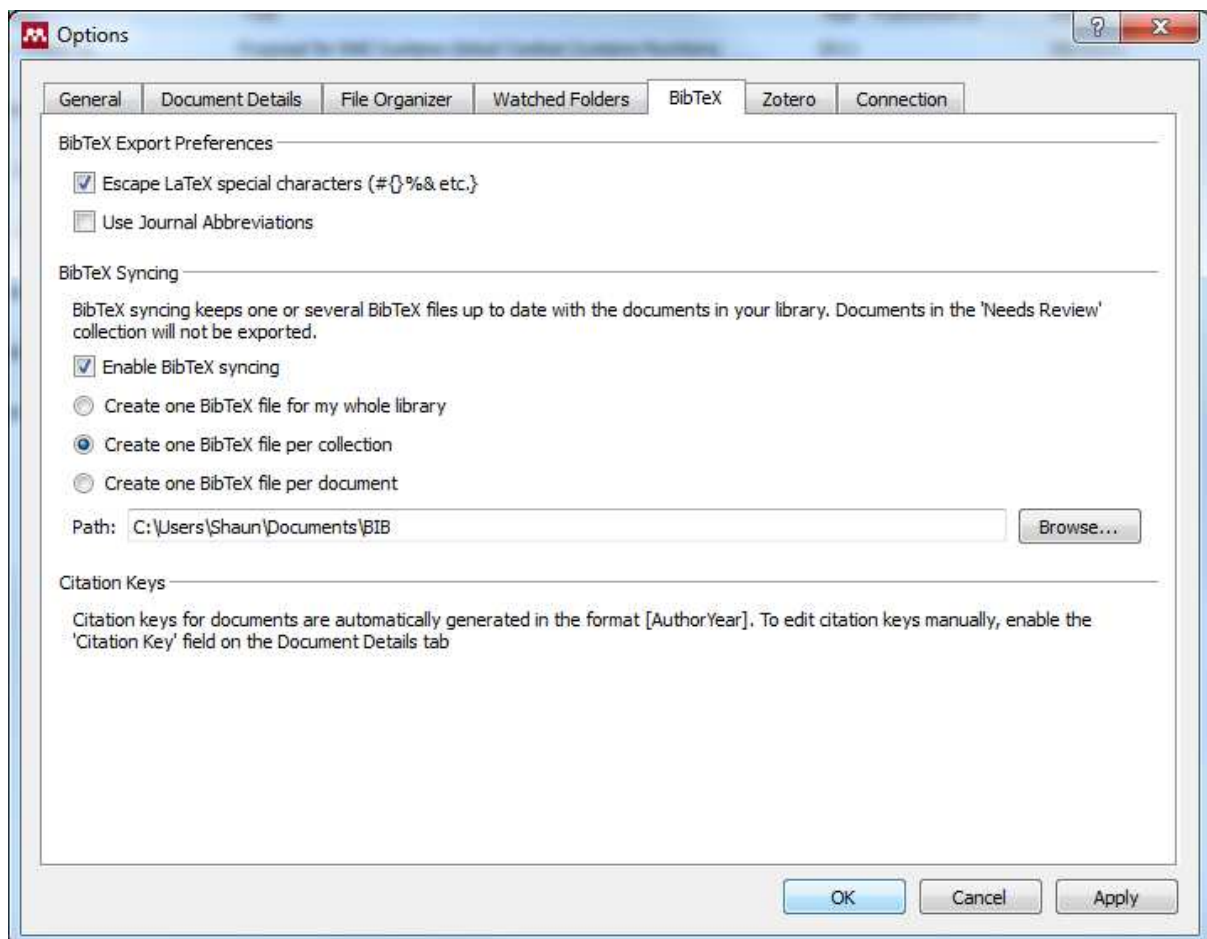 Options
General Document Details File Organizer Watched Folders BibTeX Zotero Connection
BibTeX Export Preferences
Escape LaTeX special characters (#{}%& etc.}
Use Journal Abbreviations
BibTeX Syncing
BibTeX syncing keeps one or several BibTeX files up to date with the documents in your library. Documents in the 'Needs Review'
collection will not be exported.
Enable BibTeX syncing
Create one BibTeX file for my whole library
Create one BibTeX file per collection
Create one BibTeX file per document
Path: C:\Users\Shaun\Documents\BIB Browse...
Citation Keys
Citation keys for documents are automatically generated in the format [AuthorYear]. To edit citation keys manually, enable the
'Citation Key' field on the Document Details tab
OK Cancel Apply